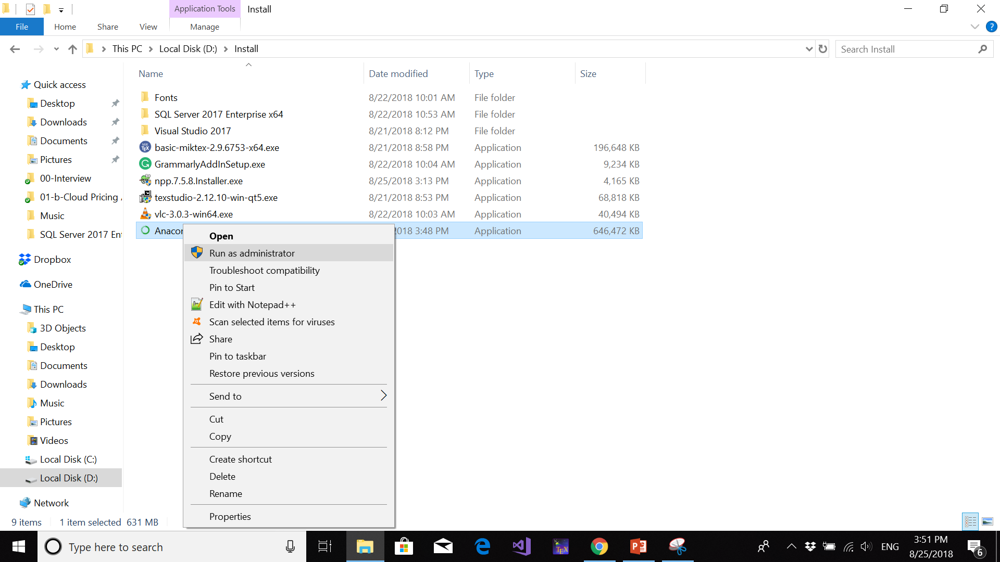 Application Tools
Install
File
Home
Share
View
Manage
This PC
Local Disk (D:)
Install
Search Install
Name
Date modified
Type
Size
Quick access
Desktop
Downloads
Documents
Pictures
00-Interview
01-b-Cloud Pricing
Music
SQL Server 2017 En
Dropbox
OneDrive
This PC
3D Objects
Desktop
Documents
Downloads
Music
Pictures
Videos
Local Disk (C:)
Local Disk (D:)
Network
Fonts 8/22/2018 10:01 AM File folder
SQL Server 2017 Enterprise x64 8/22/2018 10:53 AM File folder
Visual Studio 2017 8/21/2018 8:12 PM File folder
basic-miktex-2.9.6753-x64.exe 8/21/2018 8:58 PM Application 196,648 KB
GrammarlyAddInSetup.exe 8/22/2018 10:04 AM Application 9,234 KB
npp.7.5.8.Installer.exe 8/25/2018 3:13 PM Application 4,165 KB
texstudio-2.12.10-win-qt5.exe 8/21/2018 8:53 PM Application 68,818 KB
vlc-3.0.3-win64.exe 8/22/2018 10:03 AM Application 40,494 KB
Anacon 2018 3:48 PM Application 646,472 KB
Open
Run as administrator
Troubleshoot compatibility
Pin to Start
Edit with Notepad++
Scan selected items for viruses
Share
Pin to taskbar
Restore previous versions
Send to
Cut
Copy
Create shortcut
Delete
Rename
Properties
9 items 1 item selected 631 MB
Type here to search
ENG
3:51 PM
8/25/2018
6